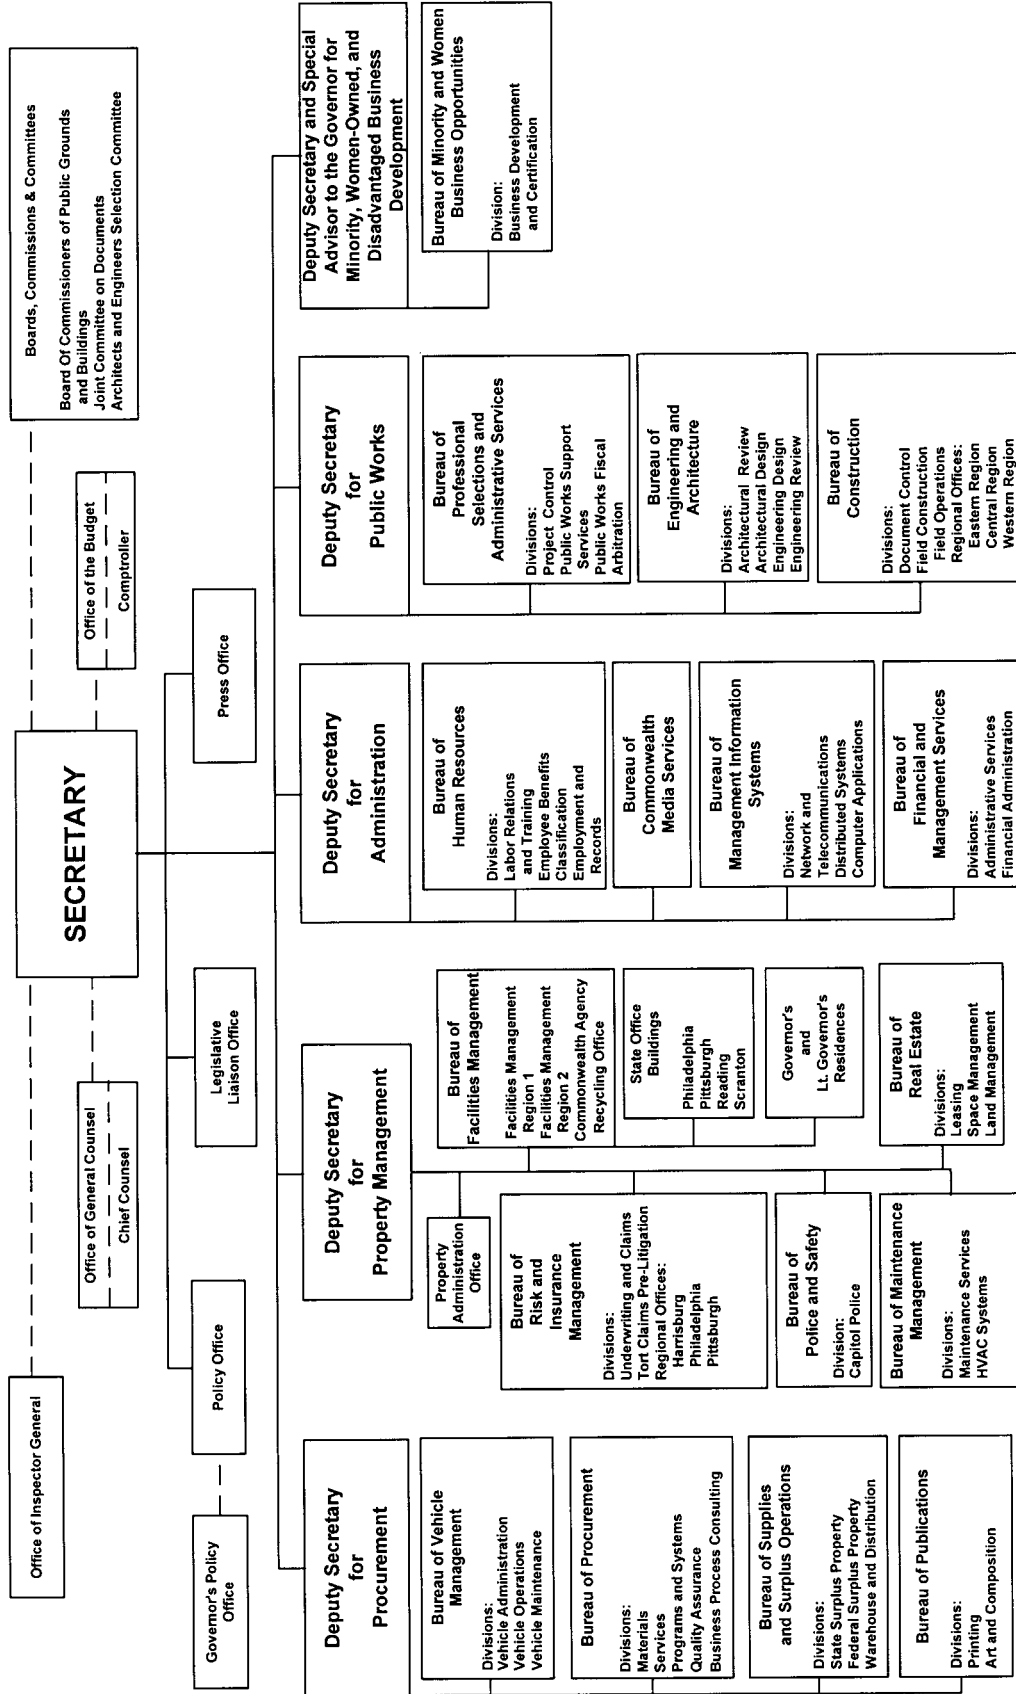 Office of Inspector General
SECRETARY
Boards, Commissions & Committees
Board Of Commissioners of Public Grounds
and Buildings
Joint Committee on Documents
Architects and Engineers Selection Committee
Office of General Counsel
Chief Counsel
Office of the Budget
Comptroller
Governor's Policy
Office
Policy Office
Legislative
Liaison Office
Press Office
Deputy Secretary
for
Procurement
Bureau of Vehicle
Management
Divisions:
Vehicle Administration
Vehicle Operations
Vehicle Maintenance
Bureau of Procurement
Divisions:
Materials
Services
Programs and Systems
Quality Assurance
Business Process Consulting
Bureau of Supplies
and Surplus Operations
Divisions:
State Surplus Property
Federal Surplus Property
Warehouse and Distribution
Bureau of Publications
Divisions:
Printing
Art and Composition
Deputy Secretary
for
Property Management
Property
Administration
Office
Bureau of
Risk and
Insurance
Management
Divisions:
Underwriting and Claims
Tort Claims Pre-Litigation
Regional Offices:
Harrisburg
Philadelphia
Pittsburgh
Bureau of
Police and Safety
Division:
Capitol Police
Bureau of Maintenance
Management
Divisions:
Maintenance Services
HVAC Systems
Bureau of
Facilities Management
Facilities Management
Region 1
Facilities Management
Region 2
Commonwealth Agency
Recycling Office
State Office
Buildings
Philadelphia
Pittsburgh
Reading
Scranton
Governor's
and
Lt. Governor's
Residences
Bureau of
Real Estate
Divisions:
Leasing
Space Management
Land Management
Deputy Secretary
for
Administration
Bureau of
Human Resources
Divisions:
Labor Relations
and Training
Employee Benefits
Classification
Employment and
Records
Bureau of
Commonwealth
Media Services
Bureau of
Management Information
Systems
Divisions:
Network and
Telecommunications
Distributed Systems
Computer Applications
Bureau of
Financial and
Management Services
Divisions:
Administrative Services
Financial Administration
Deputy Secretary
for
Public Works
Bureau of
Professional
Selections and
Administrative Services
Divisions:
Project Control
Public Works Support
Services
Public Works Fiscal
Arbitration
Bureau of
Engineering and
Architecture
Divisions:
Architectural Review
Architectural Design
Engineering Design
Engineering Review
Bureau of
Construction
Divisions:
Document Control
Field Construction
Field Operations
Regional Offices:
Eastern Region
Central Region
Western Region
Deputy Secretary and Special
Advisor to the Governor for
Minority, Women-Owned, and
Disadvantaged Business
Development
Bureau of Minority and Women
Business Opportunities
Division:
Business Development
and Certification